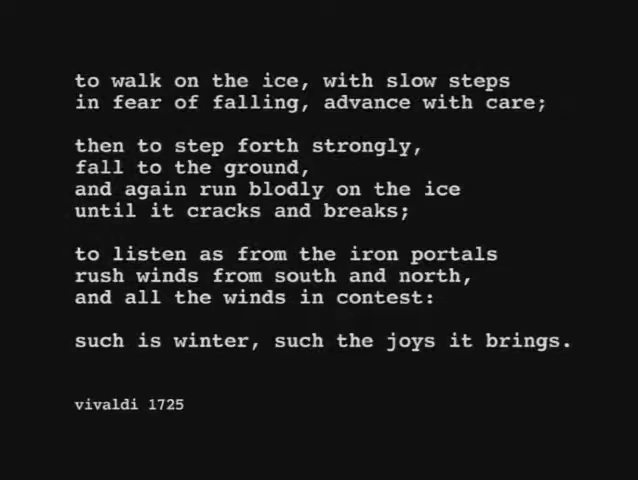 to walk on the ice, with slow steps
in fear of falling, advance with care;
then to step forth strongly,
fall to the ground,
and again run blodly on the ice
until it cracks and breaks;
to listen as from the iron portals
rush winds from south and north,
and all the winds in contest:
such is winter, such the joys it brings.
vivaldi 1725